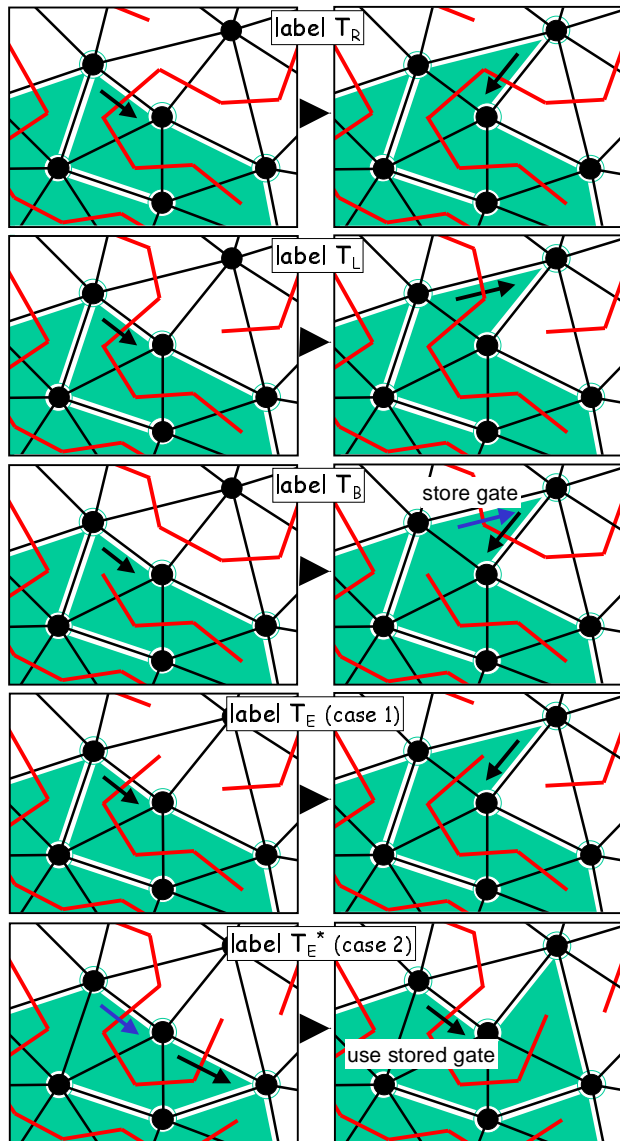 label T_R
label T_L
label T_B
store gate
label T_E (case 1)
label T_E* (case 2)
use stored gate